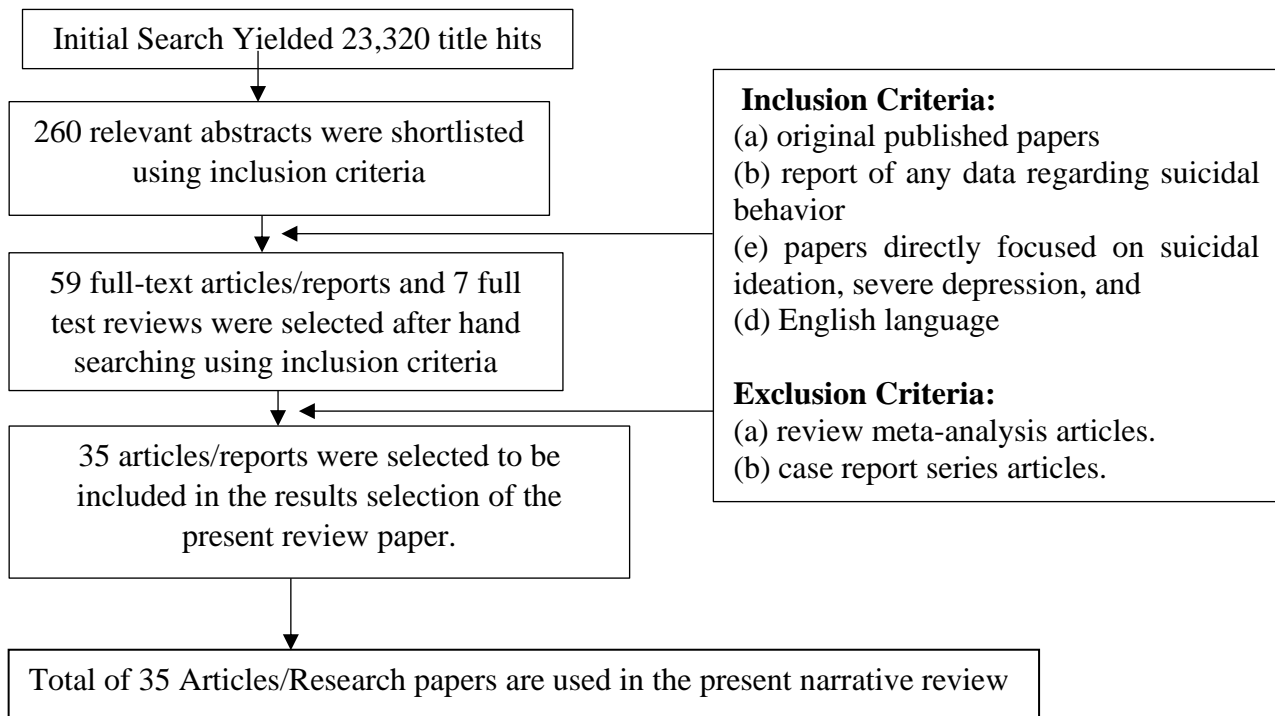 Initial Search Yielded 23,320 title hits
260 relevant abstracts were shortlisted
using inclusion criteria
59 full-text articles/reports and 7 full
test reviews were selected after hand
searching using inclusion criteria
35 articles/reports were selected to be
included in the results selection of the
present review paper.
Total of 35 Articles/Research papers are used in the present narrative review
Inclusion Criteria:
(a) original published papers
(b) report of any data regarding suicidal
behavior
(e) papers directly focused on suicidal
ideation, severe depression, and
(d) English language
Exclusion Criteria:
(a) review meta-analysis articles.
(b) case report series articles.